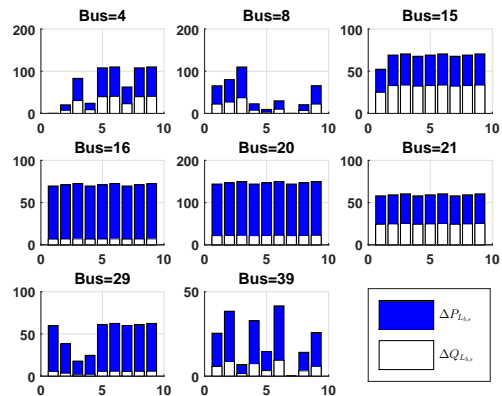 Bus=4 Bus=8 Bus=15
200 200 100
100 100 50
0 0 0
0 5 10 0 5 10 0 5 10
Bus=16 Bus=20 Bus=21
100 200 100
50 100 50
0 0 0
0 5 10 0 5 10 0 5 10
Bus=29 Bus=39
100 50
50
0 0
0 5 10 0 5 10
ΔP_{L_{b,s}}
ΔQ_{L_{b,s}}